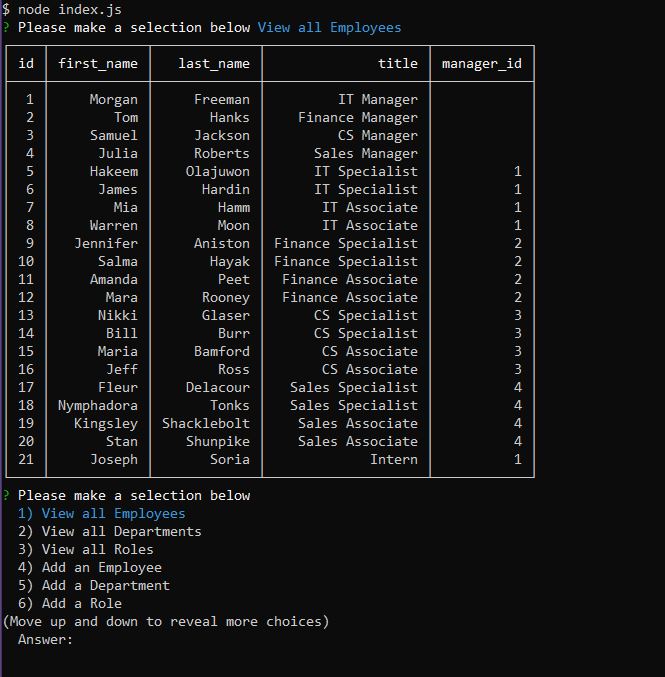 $ node index.js
? Please make a selection below View all Employees
id first_name last_name title manager_id
1 Morgan Freeman IT Manager
2 Tom Hanks Finance Manager
3 Samuel Jackson CS Manager
4 Julia Roberts Sales Manager
5 Hakeem Olajuwon IT Specialist 1
6 James Hardin IT Specialist 1
7 Mia Hamm IT Associate 1
8 Warren Moon IT Associate 1
9 Jennifer Aniston Finance Specialist 2
10 Salma Hayak Finance Specialist 2
11 Amanda Peet Finance Associate 2
12 Mara Rooney Finance Associate 2
13 Nikki Glaser CS Specialist 3
14 Bill Burr CS Specialist 3
15 Maria Bamford CS Associate 3
16 Jeff Ross CS Associate 3
17 Fleur Delacour Sales Specialist 4
18 Nymphadora Tonks Sales Specialist 4
19 Kingsley Shacklebolt Sales Associate 4
20 Stan Shunpike Sales Associate 4
21 Joseph Soria Intern 1
? Please make a selection below
1) View all Employees
2) View all Departments
3) View all Roles
4) Add an Employee
5) Add a Department
6) Add a Role
(Move up and down to reveal more choices)
Answer: